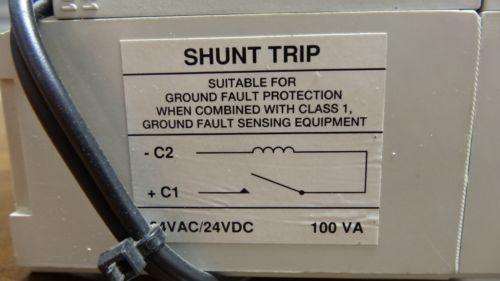 SHUNT TRIP
SUITABLE FOR
GROUND FAULT PROTECTION
WHEN COMBINED WITH CLASS 1,
GROUND FAULT SENSING EQUIPMENT
- C2
+ C1
24VAC/24VDC 100 VA